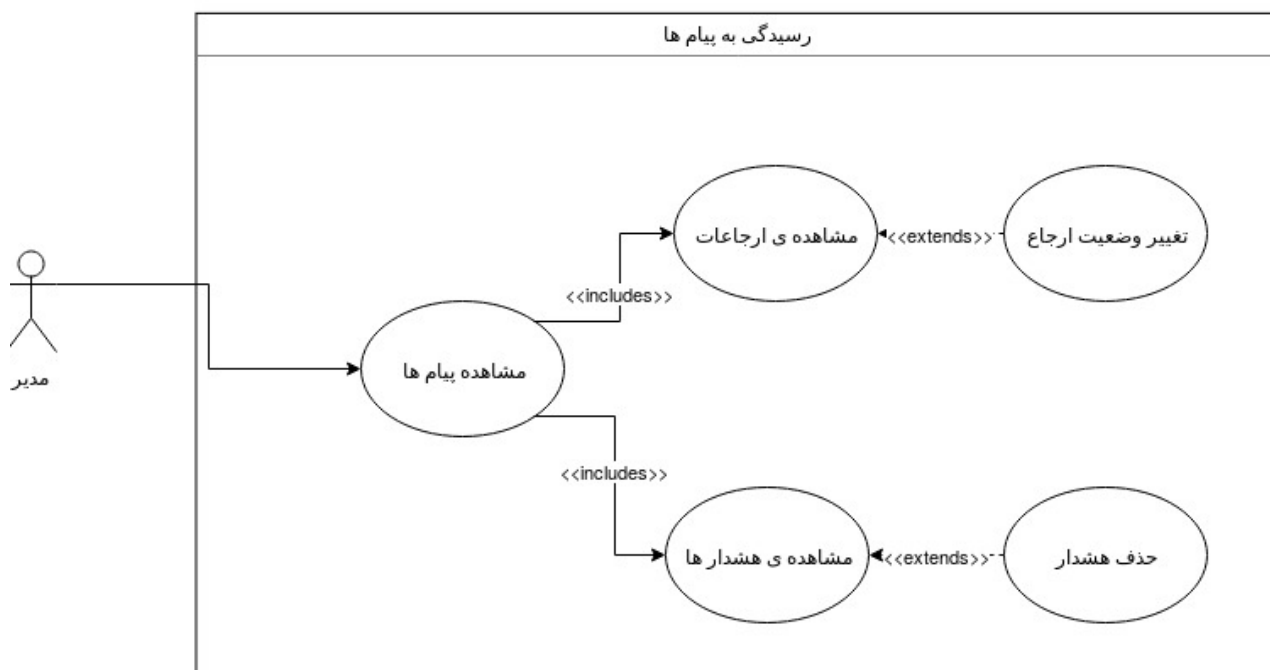 رسیدگی به پیام ها
مشاهده ی ارجاعات
<<extends>>
تغییر وضعیت ارجاع
<<includes>>
مشاهده پیام ها
مدیر
<<includes>>
مشاهده ی هشدار ها
<<extends>>
حذف هشدار